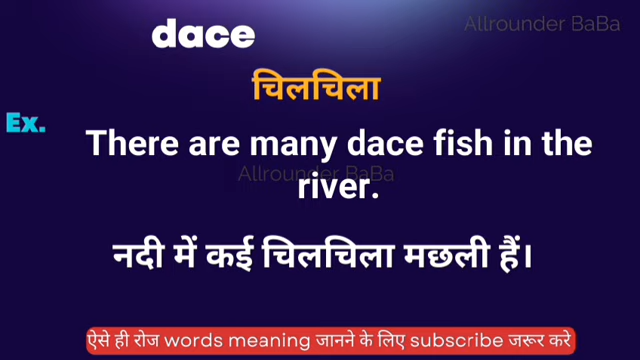 dace
Allrounder BaBa
चिलचिला
Ex.
There are many dace fish in the
Allrounder BaBa
river.
नदी में कई चिलचिला मछली हैं।
ऐसे ही रोज words meaning जानने के लिए subscribe जरूर करे